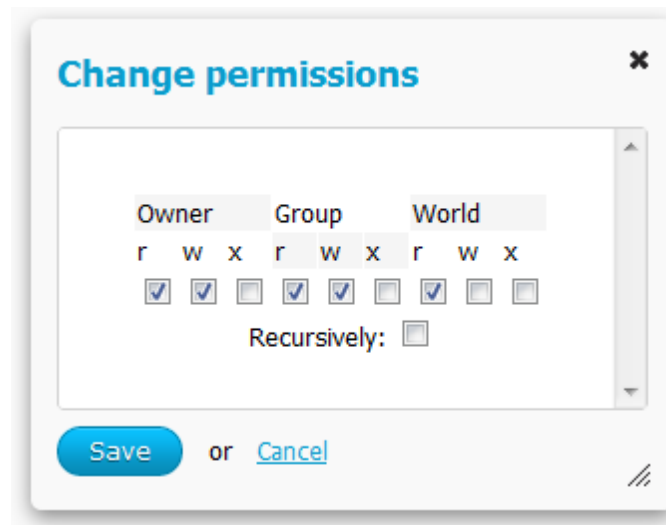 Change permissions
Owner Group World
r w x r w x r w x
Recursively:
Save or Cancel